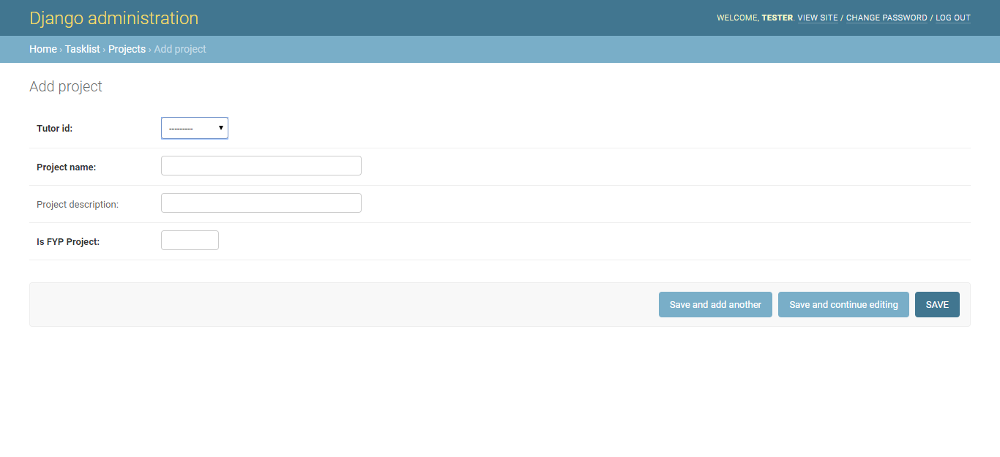 Django administration
WELCOME, TESTER. VIEW SITE / CHANGE PASSWORD / LOG OUT
Home › Tasklist › Projects › Add project
Add project
Tutor id: ---------
Project name:
Project description:
Is FYP Project:
Save and add another Save and continue editing SAVE